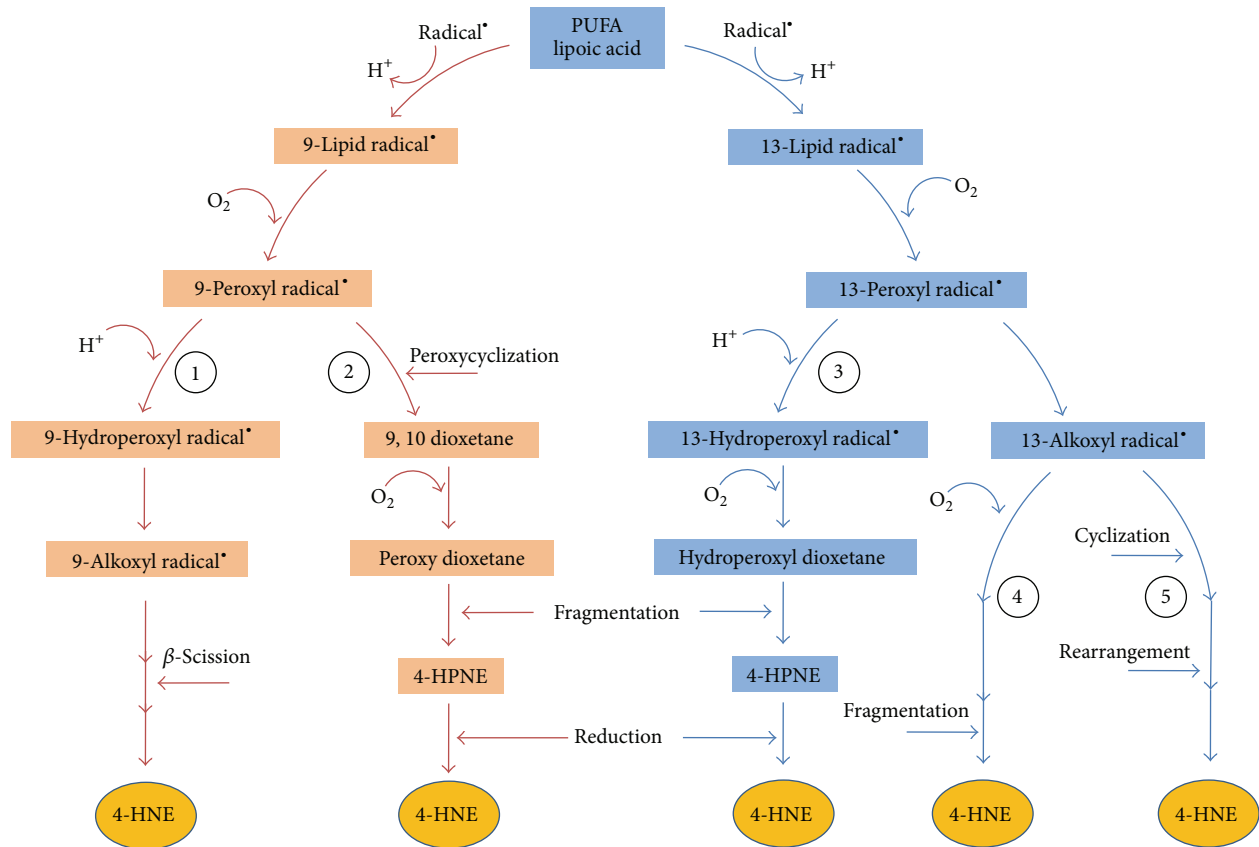 PUFA
lipoic acid
Radical•
Radical•
H+
H+
9-Lipid radical•
13-Lipid radical•
O2
O2
9-Peroxyl radical•
13-Peroxyl radical•
H+
1
2
Peroxycyclization
H+
3
9-Hydroperoxyl radical•
9, 10 dioxetane
13-Hydroperoxyl radical•
13-Alkoxyl radical•
O2
O2
O2
Cyclization
9-Alkoxyl radical•
Peroxy dioxetane
Hydroperoxyl dioxetane
Fragmentation
4
5
β-Scission
4-HPNE
4-HPNE
Rearrangement
Fragmentation
Reduction
4-HNE
4-HNE
4-HNE
4-HNE
4-HNE